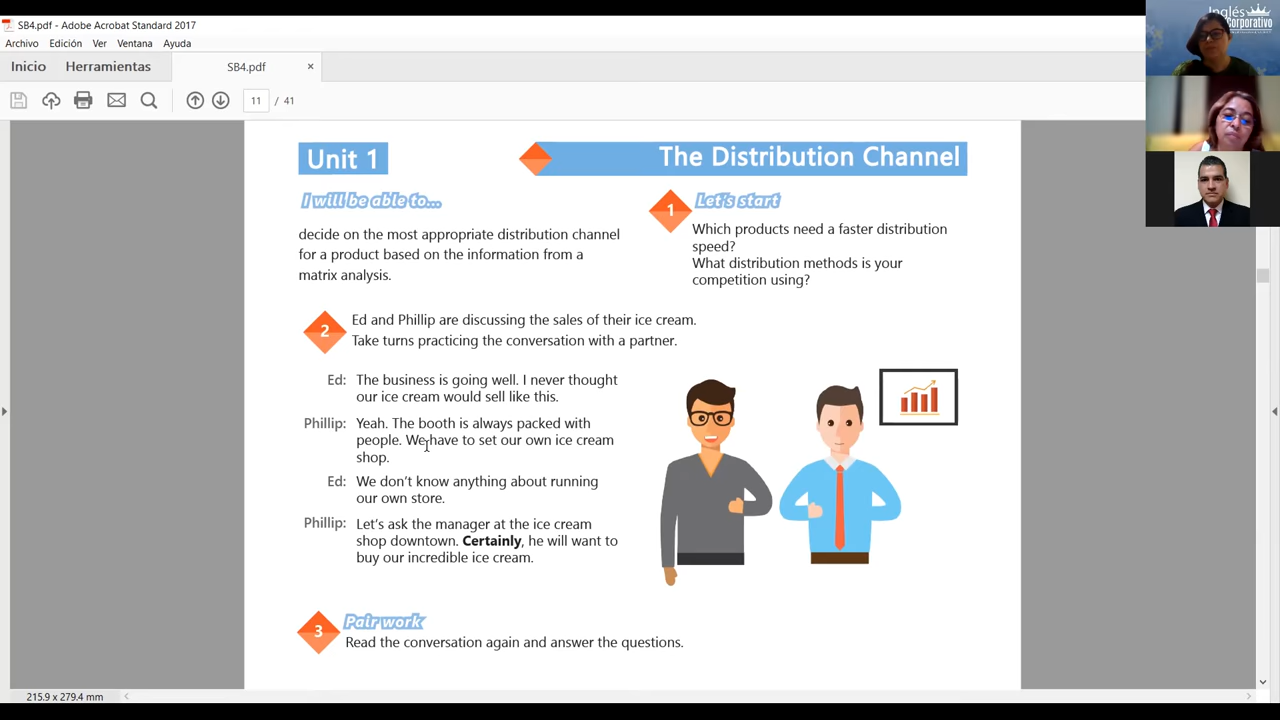 SB4.pdf - Adobe Acrobat Standard 2017
Archivo Edición Ver Ventana Ayuda
Inicio Herramientas SB4.pdf ×
11 / 41
Inglés
Corporativo
Unit 1
The Distribution Channel
I will be able to...
decide on the most appropriate distribution channel
for a product based on the information from a
matrix analysis.
1 Let's start
Which products need a faster distribution
speed?
What distribution methods is your
competition using?
2 Ed and Phillip are discussing the sales of their ice cream.
Take turns practicing the conversation with a partner.
Ed: The business is going well. I never thought
our ice cream would sell like this.
Phillip: Yeah. The booth is always packed with
people. We have to set our own ice cream
shop.
Ed: We don't know anything about running
our own store.
Phillip: Let's ask the manager at the ice cream
shop downtown. Certainly, he will want to
buy our incredible ice cream.
3 Pair work
Read the conversation again and answer the questions.
215.9 x 279.4 mm